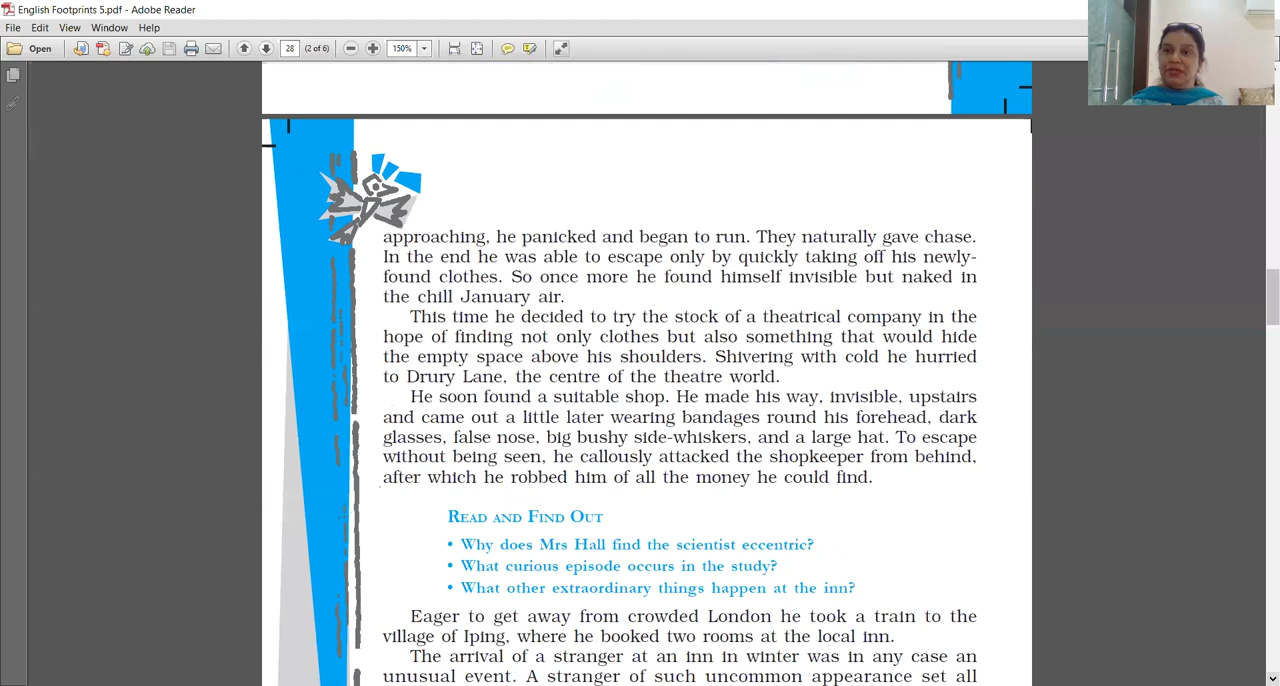 English Footprints 5.pdf - Adobe Reader
File Edit View Window Help
Open 28 (2 of 6) 150%
approaching, he panicked and began to run. They naturally gave chase.
In the end he was able to escape only by quickly taking off his newly-
found clothes. So once more he found himself invisible but naked in
the chill January air.
This time he decided to try the stock of a theatrical company in the
hope of finding not only clothes but also something that would hide
the empty space above his shoulders. Shivering with cold he hurried
to Drury Lane, the centre of the theatre world.
He soon found a suitable shop. He made his way, invisible, upstairs
and came out a little later wearing bandages round his forehead, dark
glasses, false nose, big bushy side-whiskers, and a large hat. To escape
without being seen, he callously attacked the shopkeeper from behind,
after which he robbed him of all the money he could find.
READ AND FIND OUT
• Why does Mrs Hall find the scientist eccentric?
• What curious episode occurs in the study?
• What other extraordinary things happen at the inn?
Eager to get away from crowded London he took a train to the
village of Iping, where he booked two rooms at the local inn.
The arrival of a stranger at an inn in winter was in any case an
unusual event. A stranger of such uncommon appearance set all